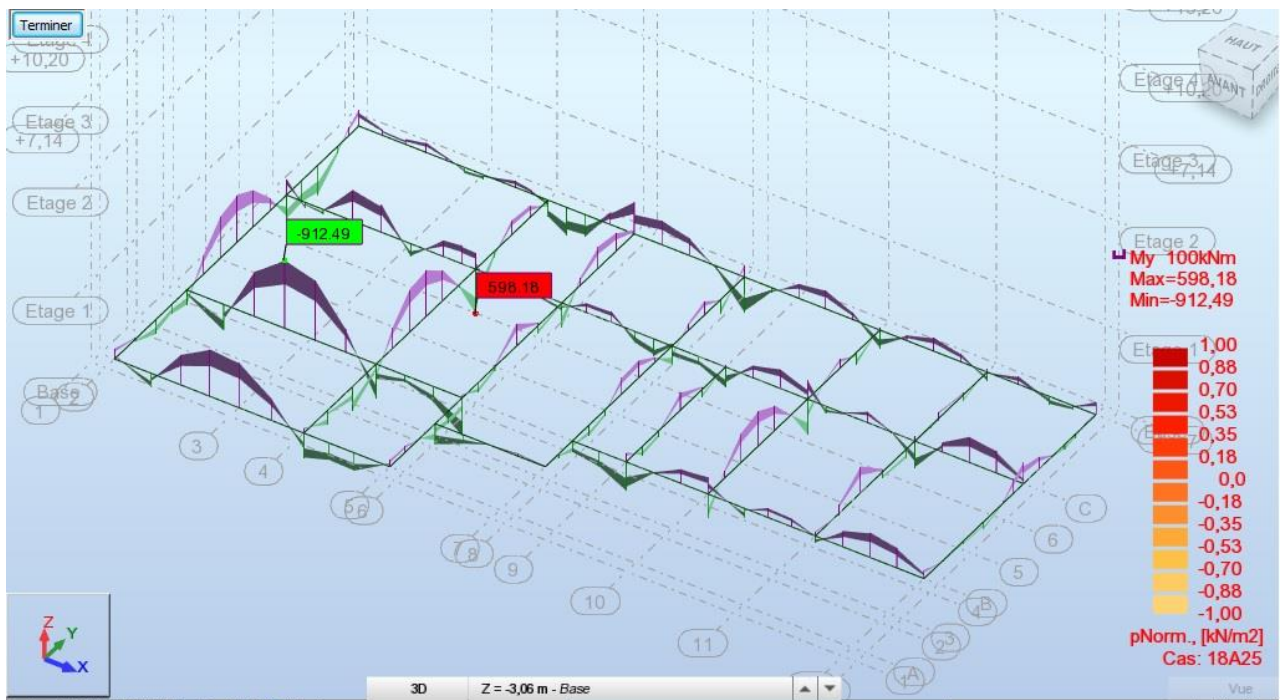 Terminer
+10,20
Etage 3
+7,14
Etage 2
Etage 1
Base
1
2
3
4
5
6
7
8
9
10
11
HAUT
AVANT
Etage 4
+10,20
Etage 3
+7,14
Etage 2
-912.49
598.18
My 100kNm
Max=598,18
Min=-912,49
1,00
0,88
0,70
0,53
0,35
0,18
0,0
-0,18
-0,35
-0,53
-0,70
-0,88
-1,00
pNorm., [kN/m2]
Cas: 18A25
C
6
5
B
4
3
2
A
1
Z
Y
X
3D Z = -3,06 m - Base
Vue